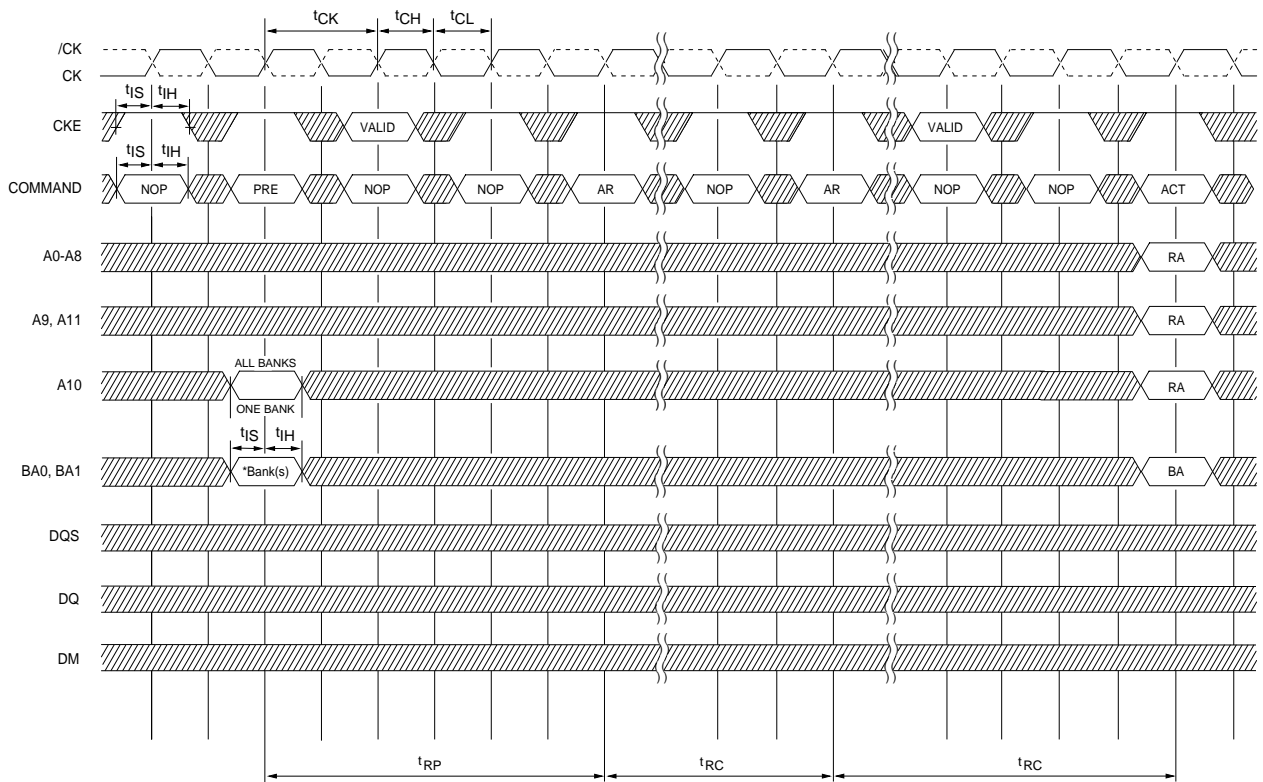 tCK tCH tCL
/CK
CK
tIS tIH
CKE VALID VALID
tIS tIH
COMMAND NOP PRE NOP NOP AR NOP AR NOP NOP ACT
A0-A8 RA
A9, A11 RA
ALL BANKS
A10 RA
ONE BANK
tIS tIH
BA0, BA1 *Bank(s) BA
DQS
DQ
DM
tRP tRC tRC